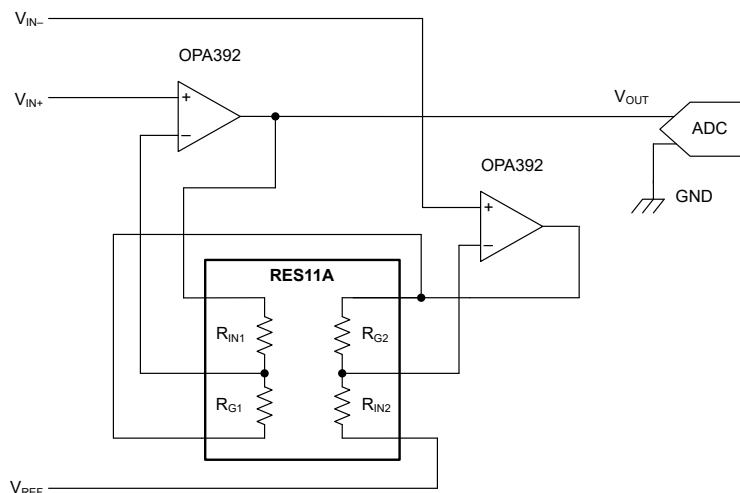 VIN–
OPA392
VIN+
+
−
VOUT
ADC
OPA392
+
−
GND
RES11A
RIN1
RG2
RG1
RIN2
VREF